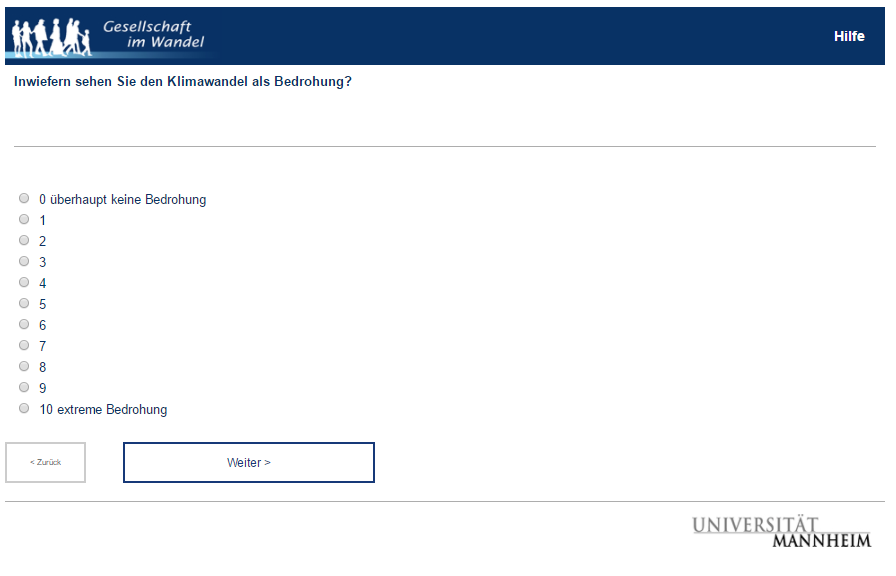 Gesellschaft
im Wandel
Hilfe
Inwiefern sehen Sie den Klimawandel als Bedrohung?
0 überhaupt keine Bedrohung
1
2
3
4
5
6
7
8
9
10 extreme Bedrohung
< Zurück
Weiter >
UNIVERSITÄT
MANNHEIM